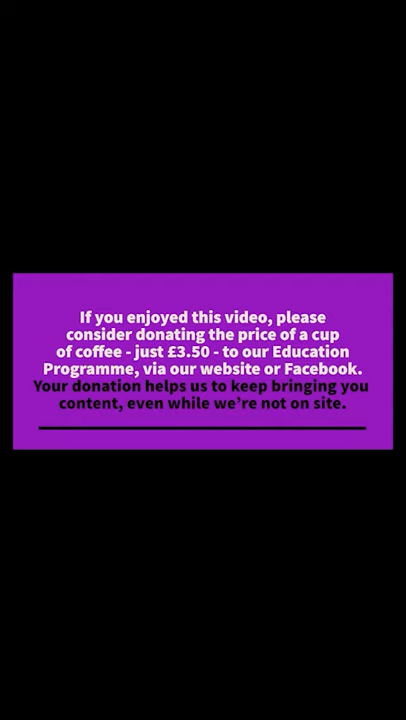 If you enjoyed this video, please
consider donating the price of a cup
of coffee - just £3.50 - to our Education
Programme, via our website or Facebook.
Your donation helps us to keep bringing you
content, even while we're not on site.